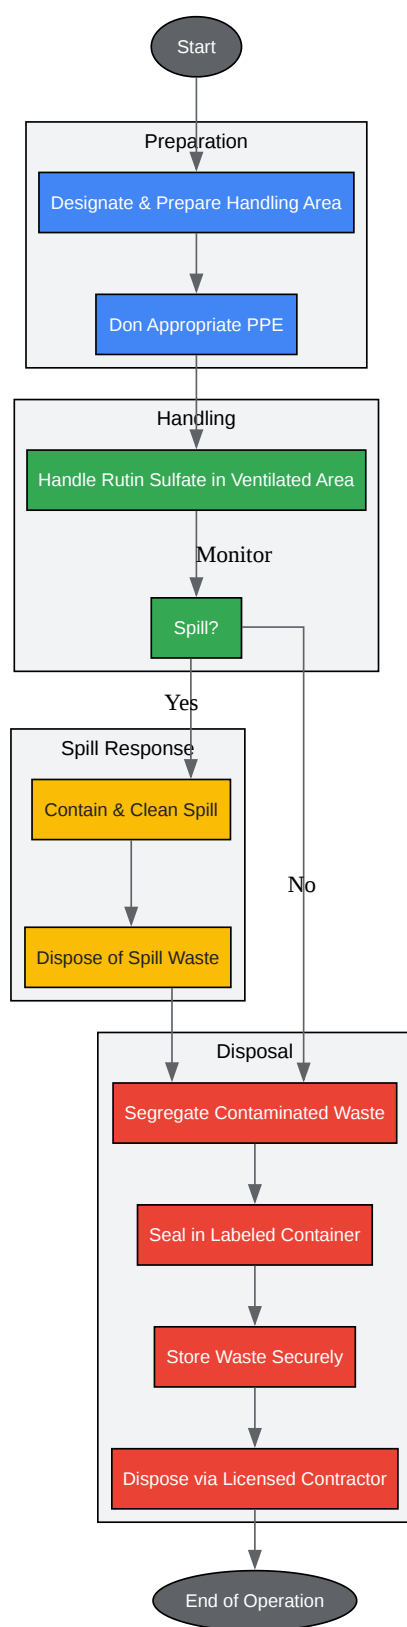 Start
Preparation
Designate & Prepare Handling Area
Don Appropriate PPE
Handling
Handle Rutin Sulfate in Ventilated Area
Monitor
Spill?
Yes
Spill Response
Contain & Clean Spill
No
Dispose of Spill Waste
Disposal
Segregate Contaminated Waste
Seal in Labeled Container
Store Waste Securely
Dispose via Licensed Contractor
End of Operation